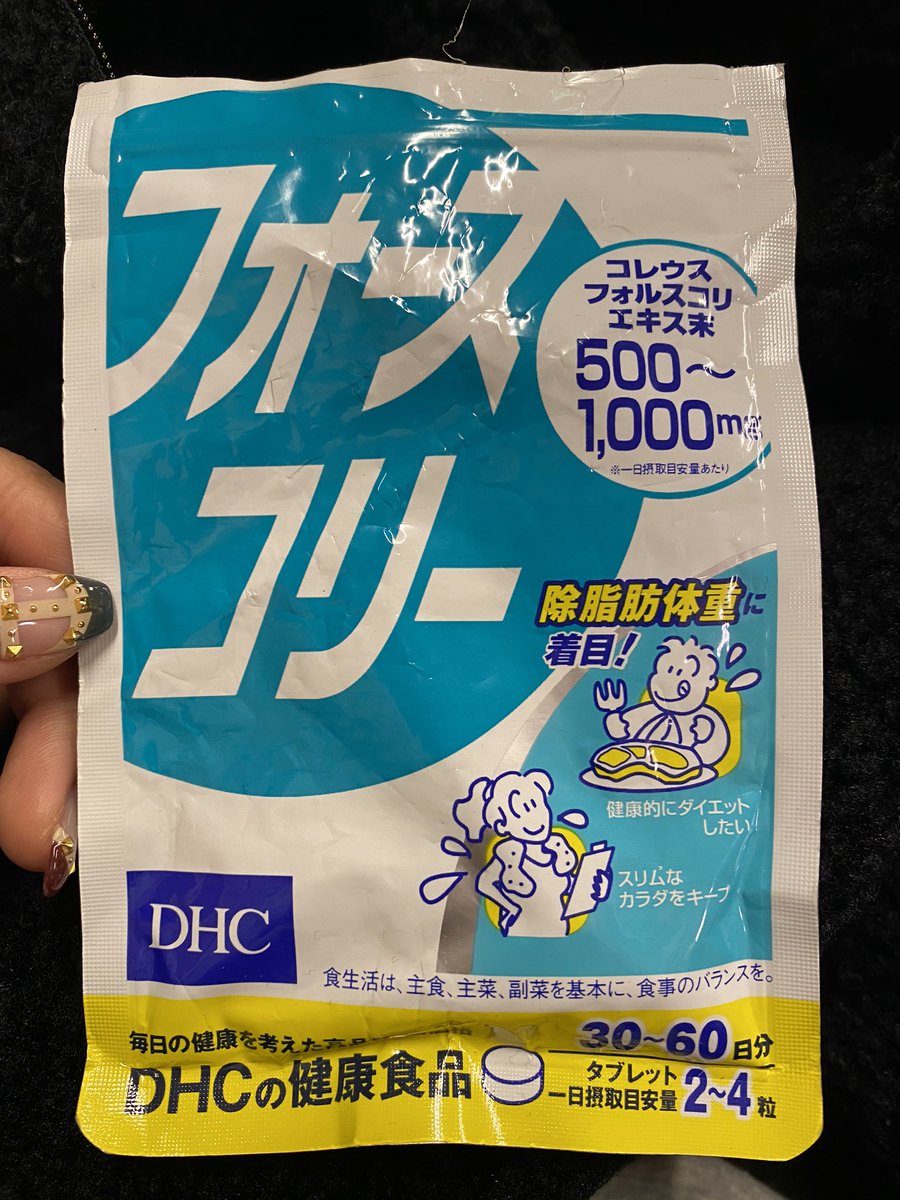 フォース
コリー
コレウス
フォルスコリ
エキス末
500～
1,000mg
※一日摂取目安量あたり
除脂肪体重に
着目!
健康的にダイエット
したい!
スリムな
カラダをキープ
DHC
食生活は、主食、主菜、副菜を基本に、食事のバランスを。
毎日の健康を考えた
DHCの健康食品
30～60日分
タブレット
一日摂取目安量 2～4粒